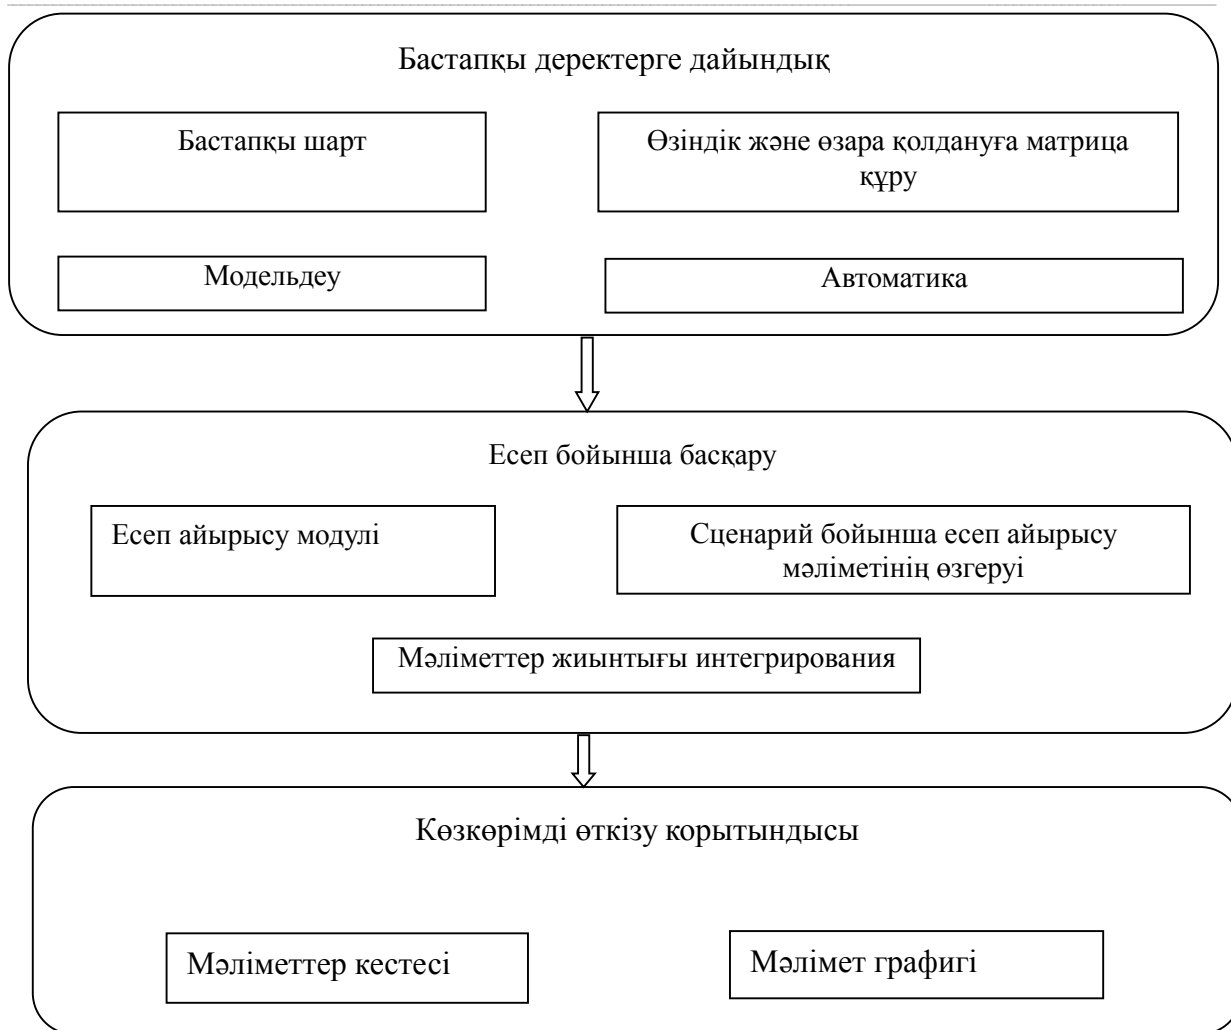 Бастапқы деректерге дайындық
Бастапқы шарт
Өзіндік және өзара қолдануға матрица
құру
Модельдеу
Автоматика
Есеп бойынша басқару
Есеп айырысу модулі
Сценарий бойынша есеп айырысу
мәліметінің өзгеруі
Мәліметтер жиынтығы интегрирования
Көзкөрімді өткізу корытындысы
Мәліметтер кестесі
Мәлімет графигі